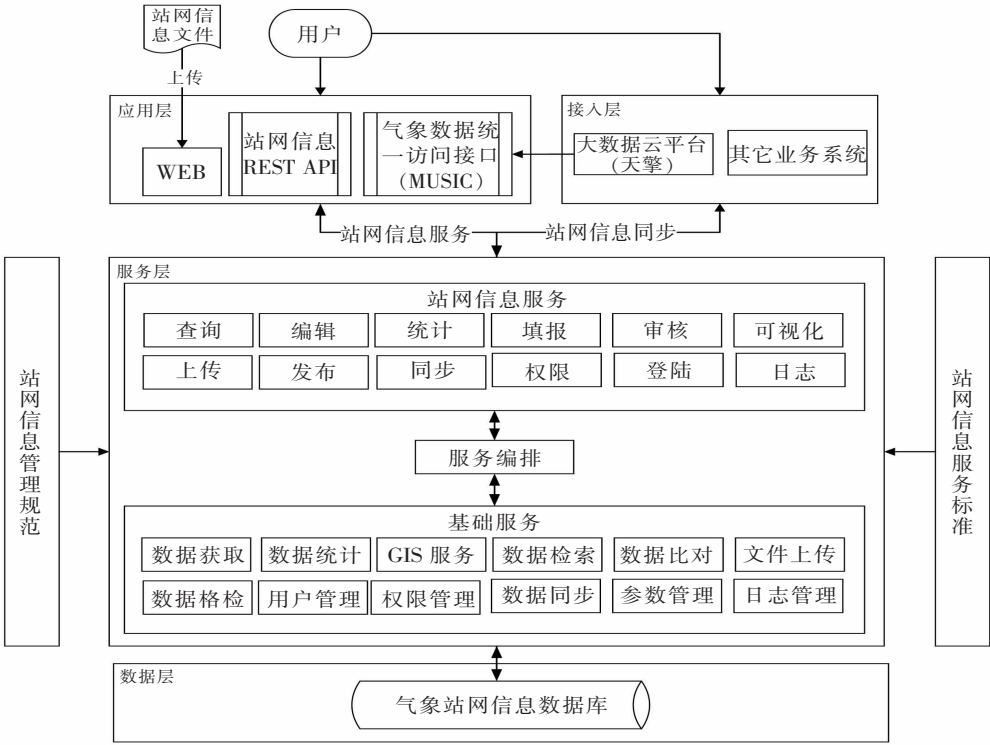 站网信
息文件
用户
上传
应用层
WEB
站网信息
REST API
气象数据统
一访问接口
(MUSIC)
接入层
大数据云平台
(天擎)
其它业务系统
站网信息服务
站网信息同步
站网信息管理规范
服务层
站网信息服务
查询
编辑
统计
填报
审核
可视化
上传
发布
同步
权限
登陆
日志
服务编排
基础服务
数据获取
数据统计
GIS 服务
数据检索
数据比对
文件上传
数据格检
用户管理
权限管理
数据同步
参数管理
日志管理
站网信息服务标准
数据层
气象站网信息数据库